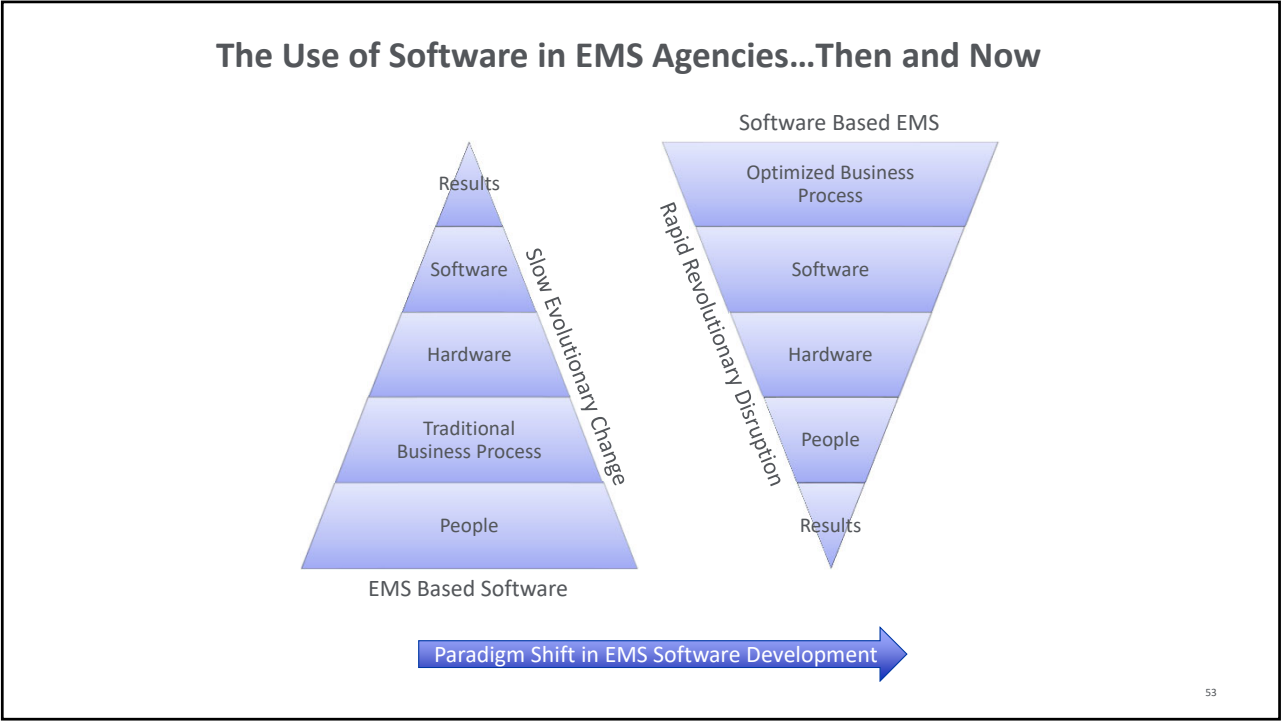 The Use of Software in EMS Agencies…Then and Now
Results
Software
Hardware
Traditional
Business Process
People
Slow Evolutionary Change
EMS Based Software
Software Based EMS
Optimized Business
Process
Software
Hardware
People
Results
Rapid Revolutionary Disruption
Paradigm Shift in EMS Software Development
53